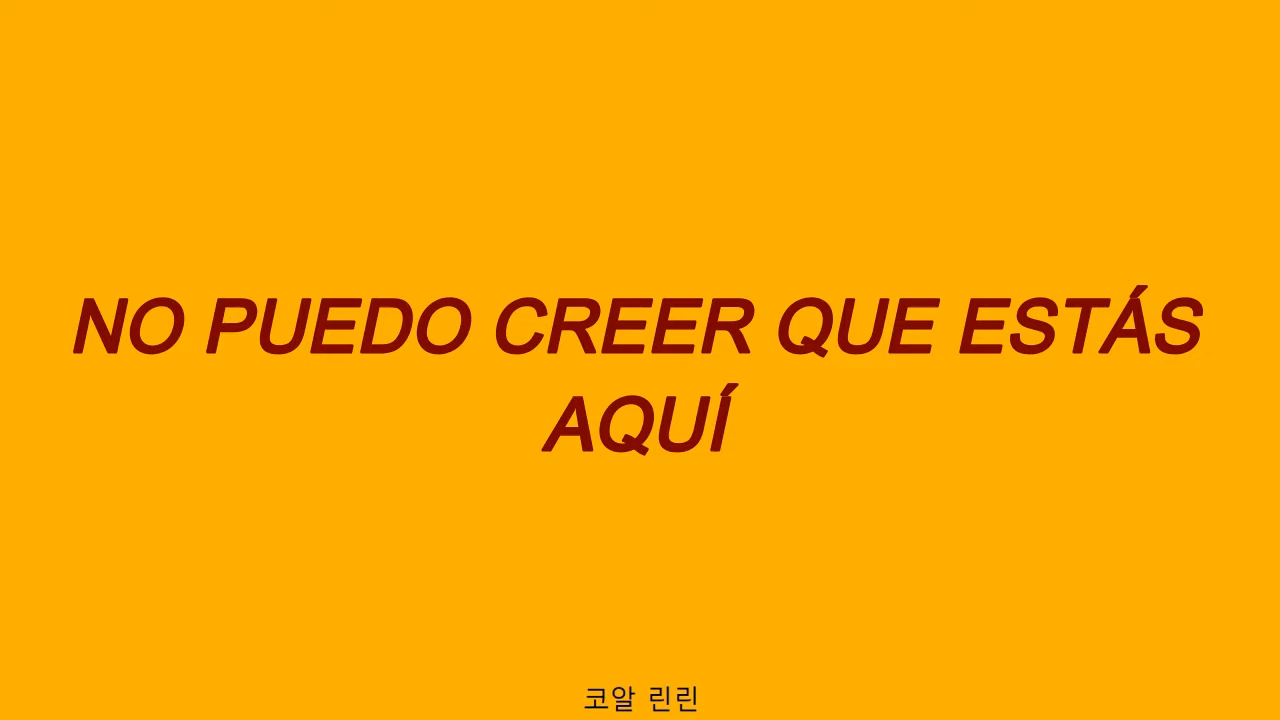 NO PUEDO CREER QUE ESTÁS
AQUÍ
코알 린린